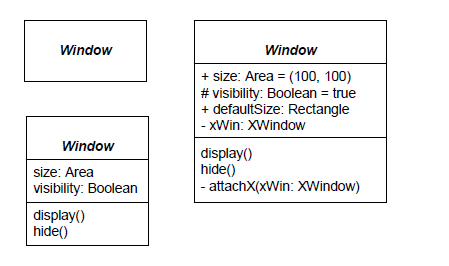 Window
Window
size: Area
visibility: Boolean
display()
hide()
Window
+ size: Area = (100, 100)
# visibility: Boolean = true
+ defaultSize: Rectangle
- xWin: XWindow
display()
hide()
- attachX(xWin: XWindow)